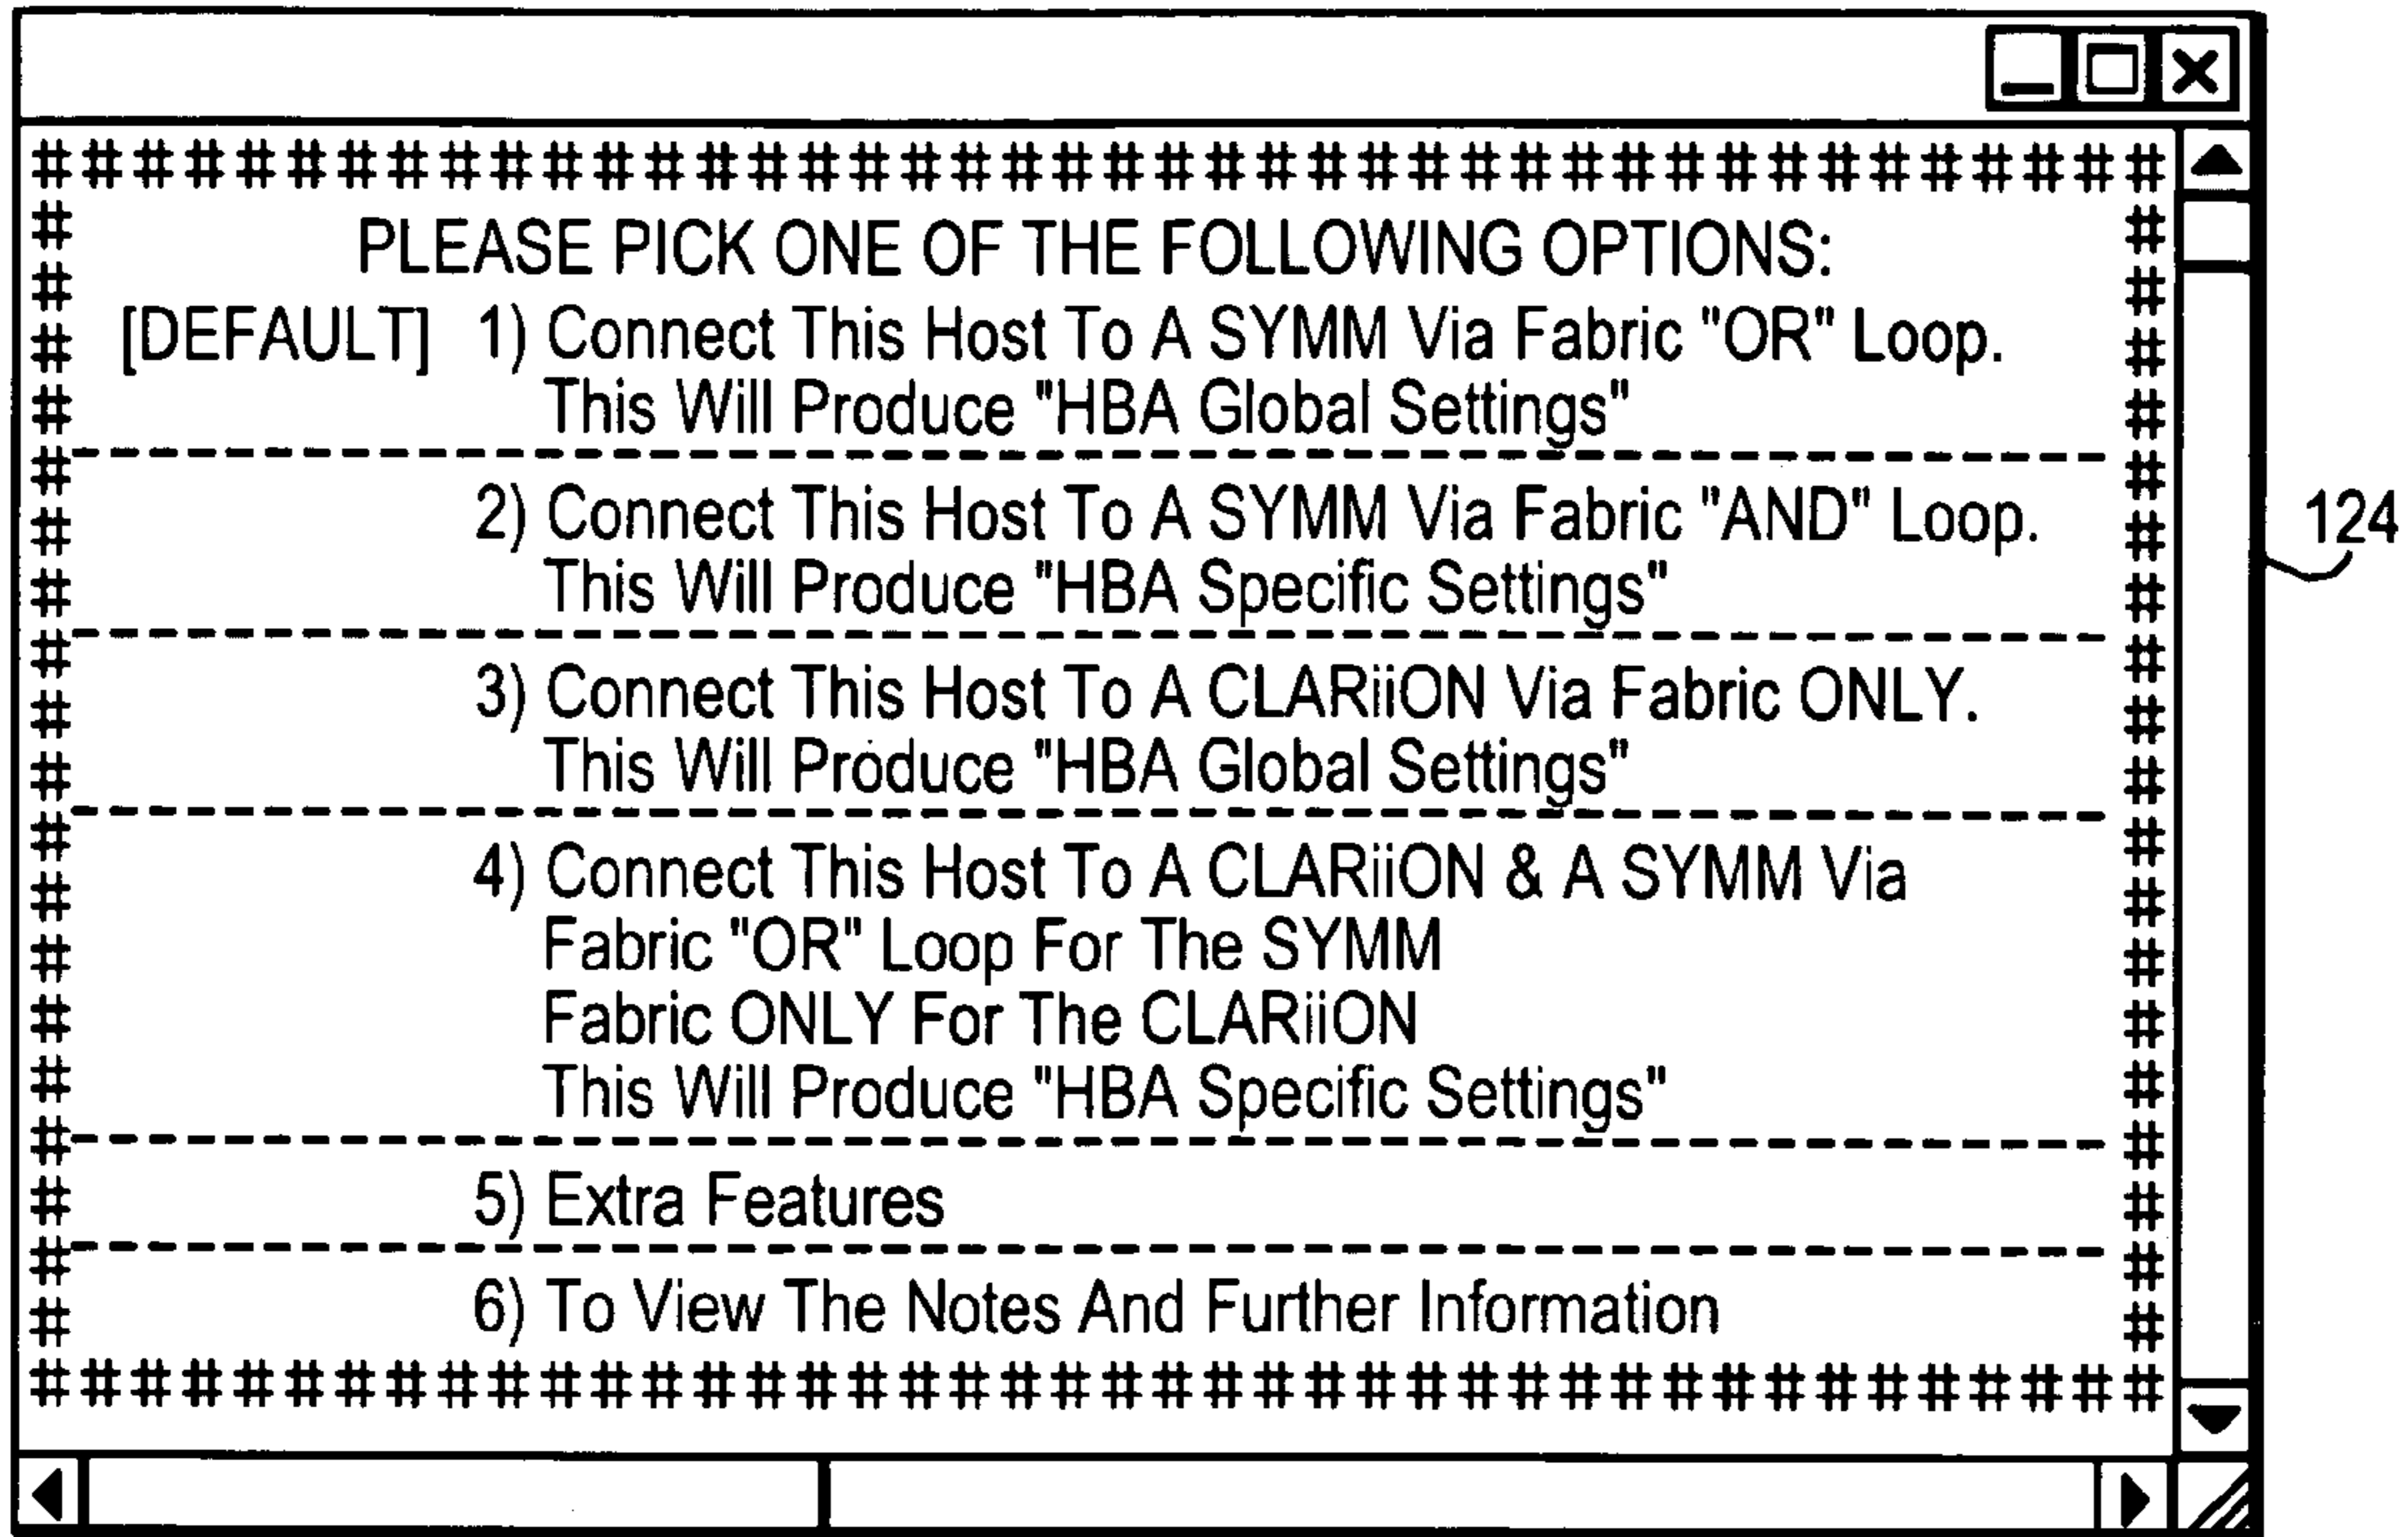 ##########################################
PLEASE PICK ONE OF THE FOLLOWING OPTIONS:
[DEFAULT] 1) Connect This Host To A SYMM Via Fabric "OR" Loop.
This Will Produce "HBA Global Settings"
2) Connect This Host To A SYMM Via Fabric "AND" Loop.
This Will Produce "HBA Specific Settings"
3) Connect This Host To A CLARiiON Via Fabric ONLY.
This Will Produce "HBA Global Settings"
4) Connect This Host To A CLARiiON & A SYMM Via
Fabric "OR" Loop For The SYMM
Fabric ONLY For The CLARiiON
This Will Produce "HBA Specific Settings"
5) Extra Features
6) To View The Notes And Further Information
##########################################
124